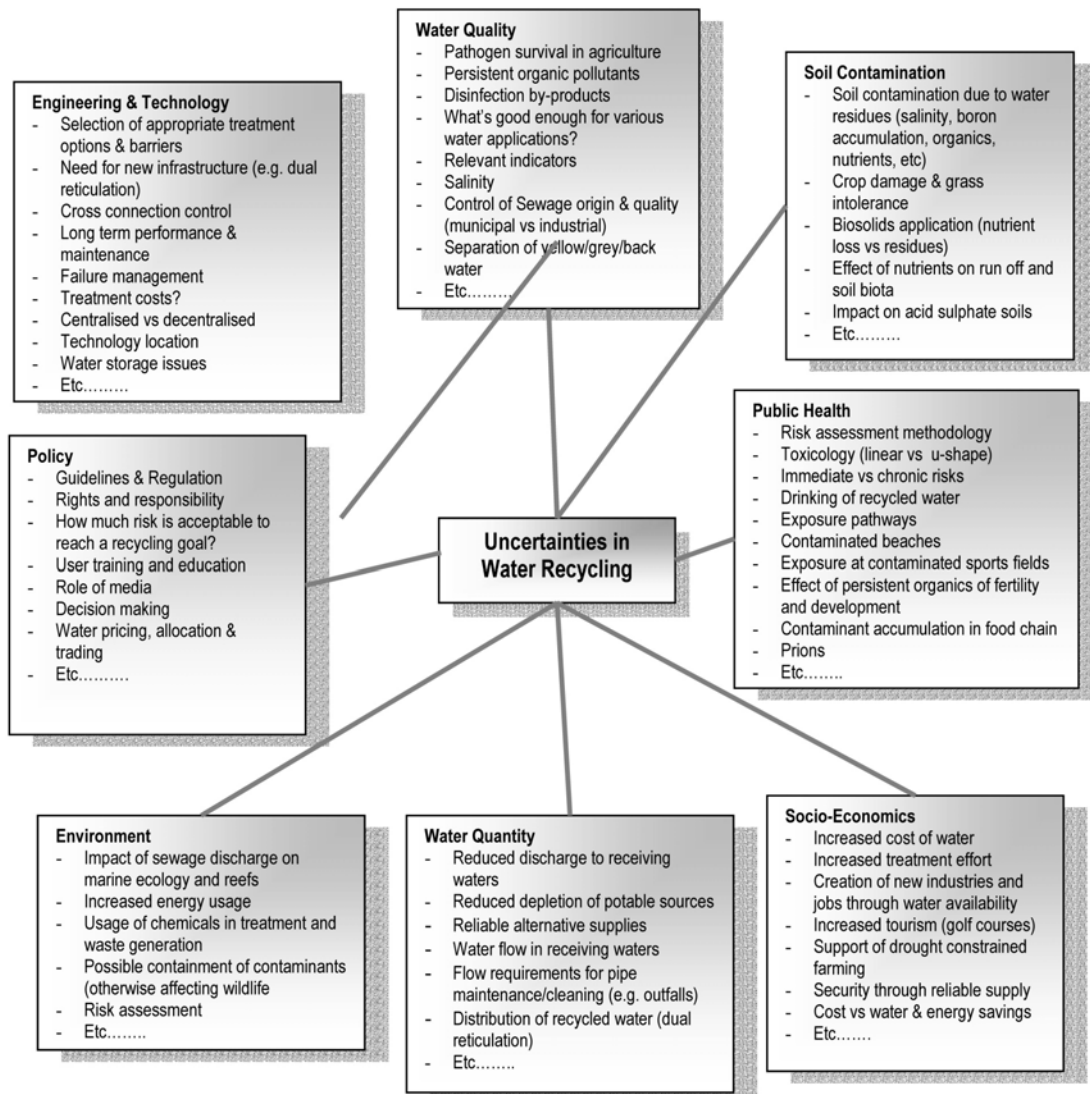 Water Quality
- Pathogen survival in agriculture
- Persistent organic pollutants
- Disinfection by-products
- What's good enough for various
water applications?
- Relevant indicators
- Salinity
- Control of Sewage origin & quality
(municipal vs industrial)
- Separation of yellow/grey/back
water
- Etc………
Soil Contamination
- Soil contamination due to water
residues (salinity, boron
accumulation, organics,
nutrients, etc)
- Crop damage & grass
intolerance
- Biosolids application (nutrient
loss vs residues)
- Effect of nutrients on run off and
soil biota
- Impact on acid sulphate soils
- Etc………
Engineering & Technology
- Selection of appropriate treatment
options & barriers
- Need for new infrastructure (e.g. dual
reticulation)
- Cross connection control
- Long term performance &
maintenance
- Failure management
- Treatment costs?
- Centralised vs decentralised
- Technology location
- Water storage issues
- Etc………
Public Health
- Risk assessment methodology
- Toxicology (linear vs u-shape)
- Immediate vs chronic risks
- Drinking of recycled water
- Exposure pathways
- Contaminated beaches
- Exposure at contaminated sports fields
- Effect of persistent organics of fertility
and development
- Contaminant accumulation in food chain
- Prions
- Etc……..
Policy
- Guidelines & Regulation
- Rights and responsibility
- How much risk is acceptable to
reach a recycling goal?
- User training and education
- Role of media
- Decision making
- Water pricing, allocation &
trading
- Etc……….
Uncertainties in
Water Recycling
Environment
- Impact of sewage discharge on
marine ecology and reefs
- Increased energy usage
- Usage of chemicals in treatment and
waste generation
- Possible containment of contaminants
(otherwise affecting wildlife
- Risk assessment
- Etc……..
Water Quantity
- Reduced discharge to receiving
waters
- Reduced depletion of potable sources
- Reliable alternative supplies
- Water flow in receiving waters
- Flow requirements for pipe
maintenance/cleaning (e.g. outfalls)
- Distribution of recycled water (dual
reticulation)
- Etc……..
Socio-Economics
- Increased cost of water
- Increased treatment effort
- Creation of new industries and
jobs through water availability
- Increased tourism (golf courses)
- Support of drought constrained
farming
- Security through reliable supply
- Cost vs water & energy savings
- Etc…….